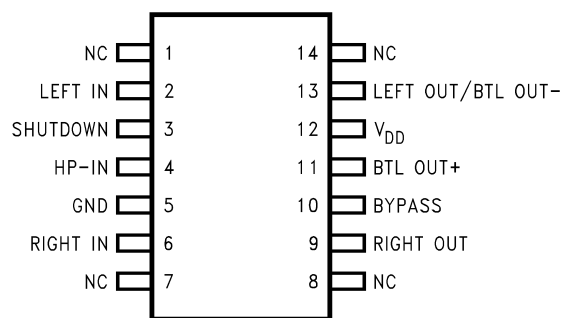 NC 1 14 NC
LEFT IN 2 13 LEFT OUT/BTL OUT-
SHUTDOWN 3 12 VDD
HP-IN 4 11 BTL OUT+
GND 5 10 BYPASS
RIGHT IN 6 9 RIGHT OUT
NC 7 8 NC